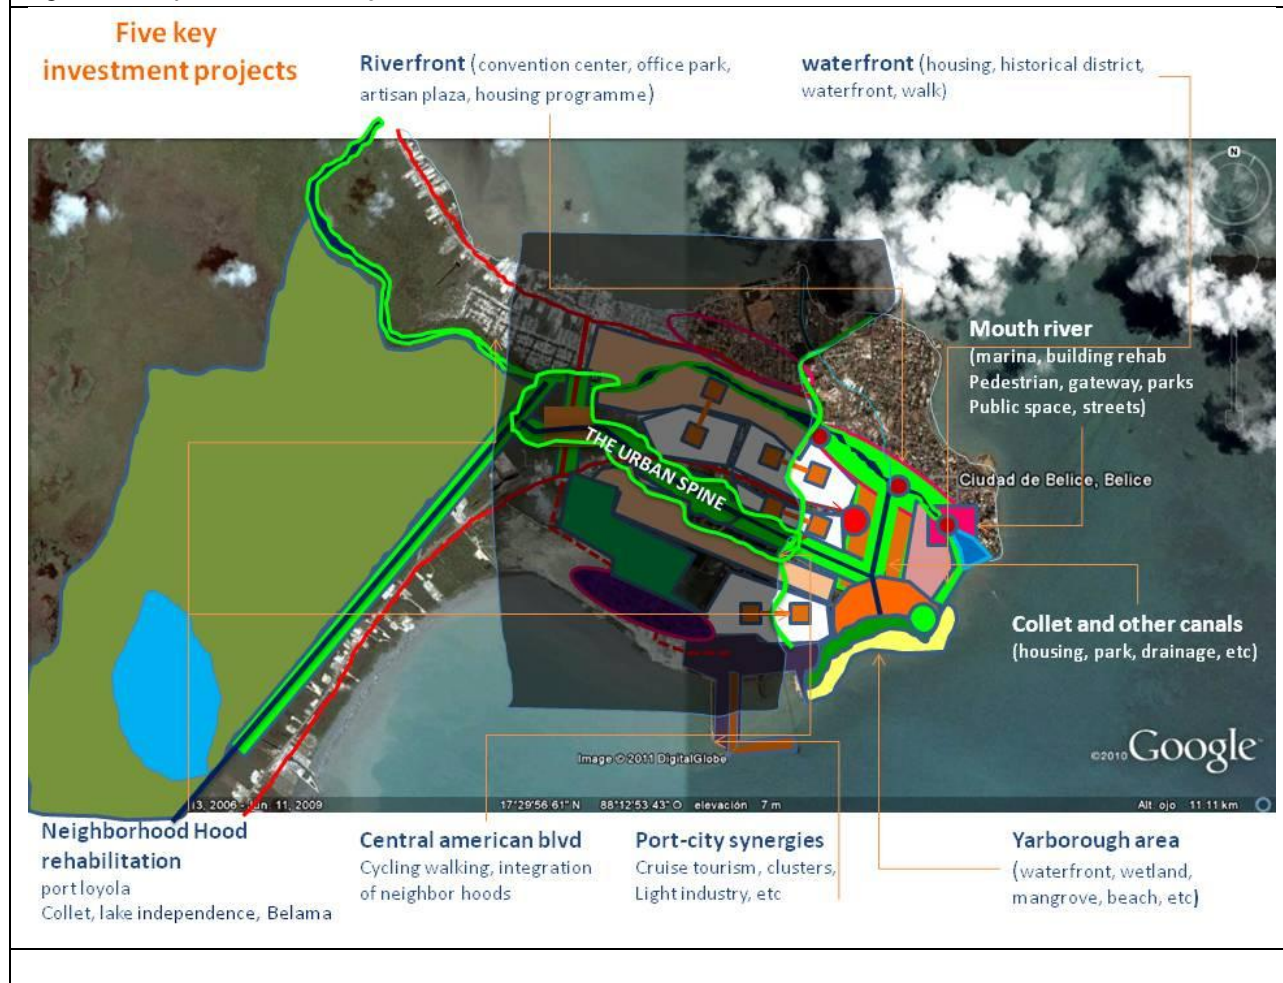 Five key
investment projects
Riverfront (convention center, office park,
artisan plaza, housing programme)
waterfront (housing, historical district,
waterfront, walk)
N
Mouth river
(marina, building rehab
Pedestrian, gateway, parks
Public space, streets)
THE URBAN SPINE
Ciudad de Belice, Belice
Collet and other canals
(housing, park, drainage, etc)
©2010 Google
Image © 2011 DigitalGlobe
13, 2006 - Jun. 11, 2009
17°29'56 61" N 88°12'53 43" O elevación 7 m
Alt. ojo 11.11 km
Neighborhood Hood
rehabilitation
port loyola
Collet, lake independence, Belama
Central american blvd
Cycling walking, integration
of neighbor hoods
Port-city synergies
Cruise tourism, clusters,
Light industry, etc
Yarborough area
(waterfront, wetland,
mangrove, beach, etc)